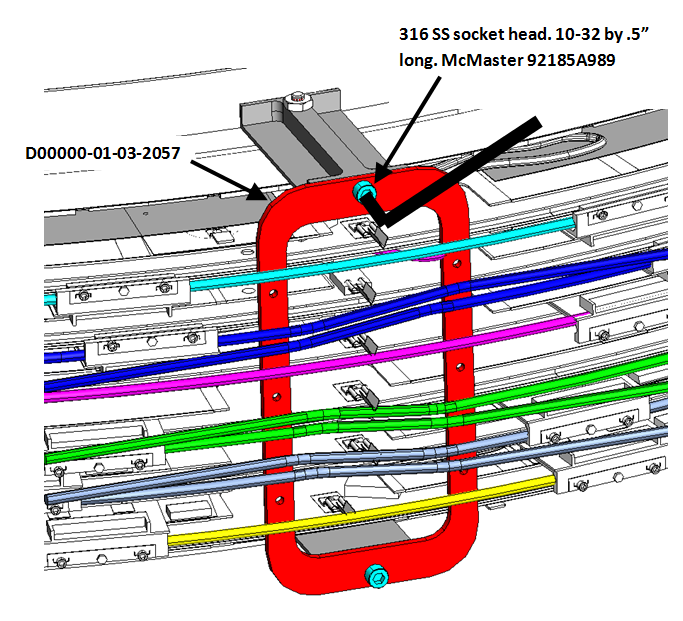 316 SS socket head. 10-32 by .5”
long. McMaster 92185A989
D00000-01-03-2057